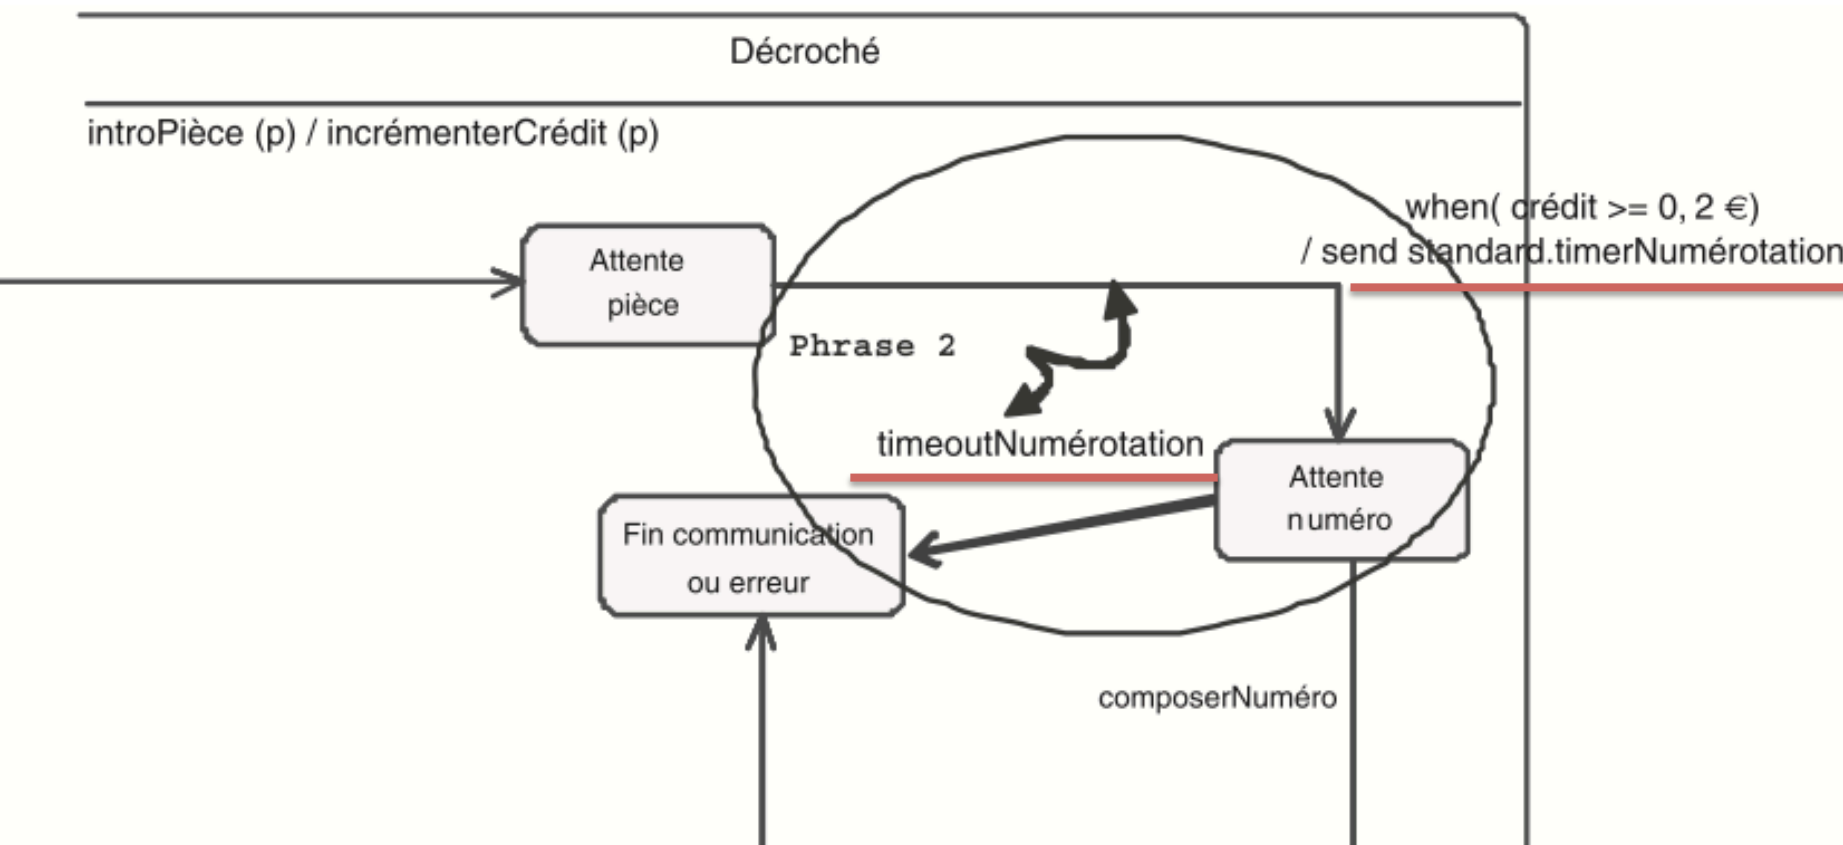 Décroché
introPièce (p) / incrémenterCrédit (p)
when( crédit >= 0, 2 €)
/ send standard.timerNumérotation
Attente
pièce
Phrase 2
timeoutNumérotation
Attente
numéro
Fin communication
ou erreur
composerNuméro